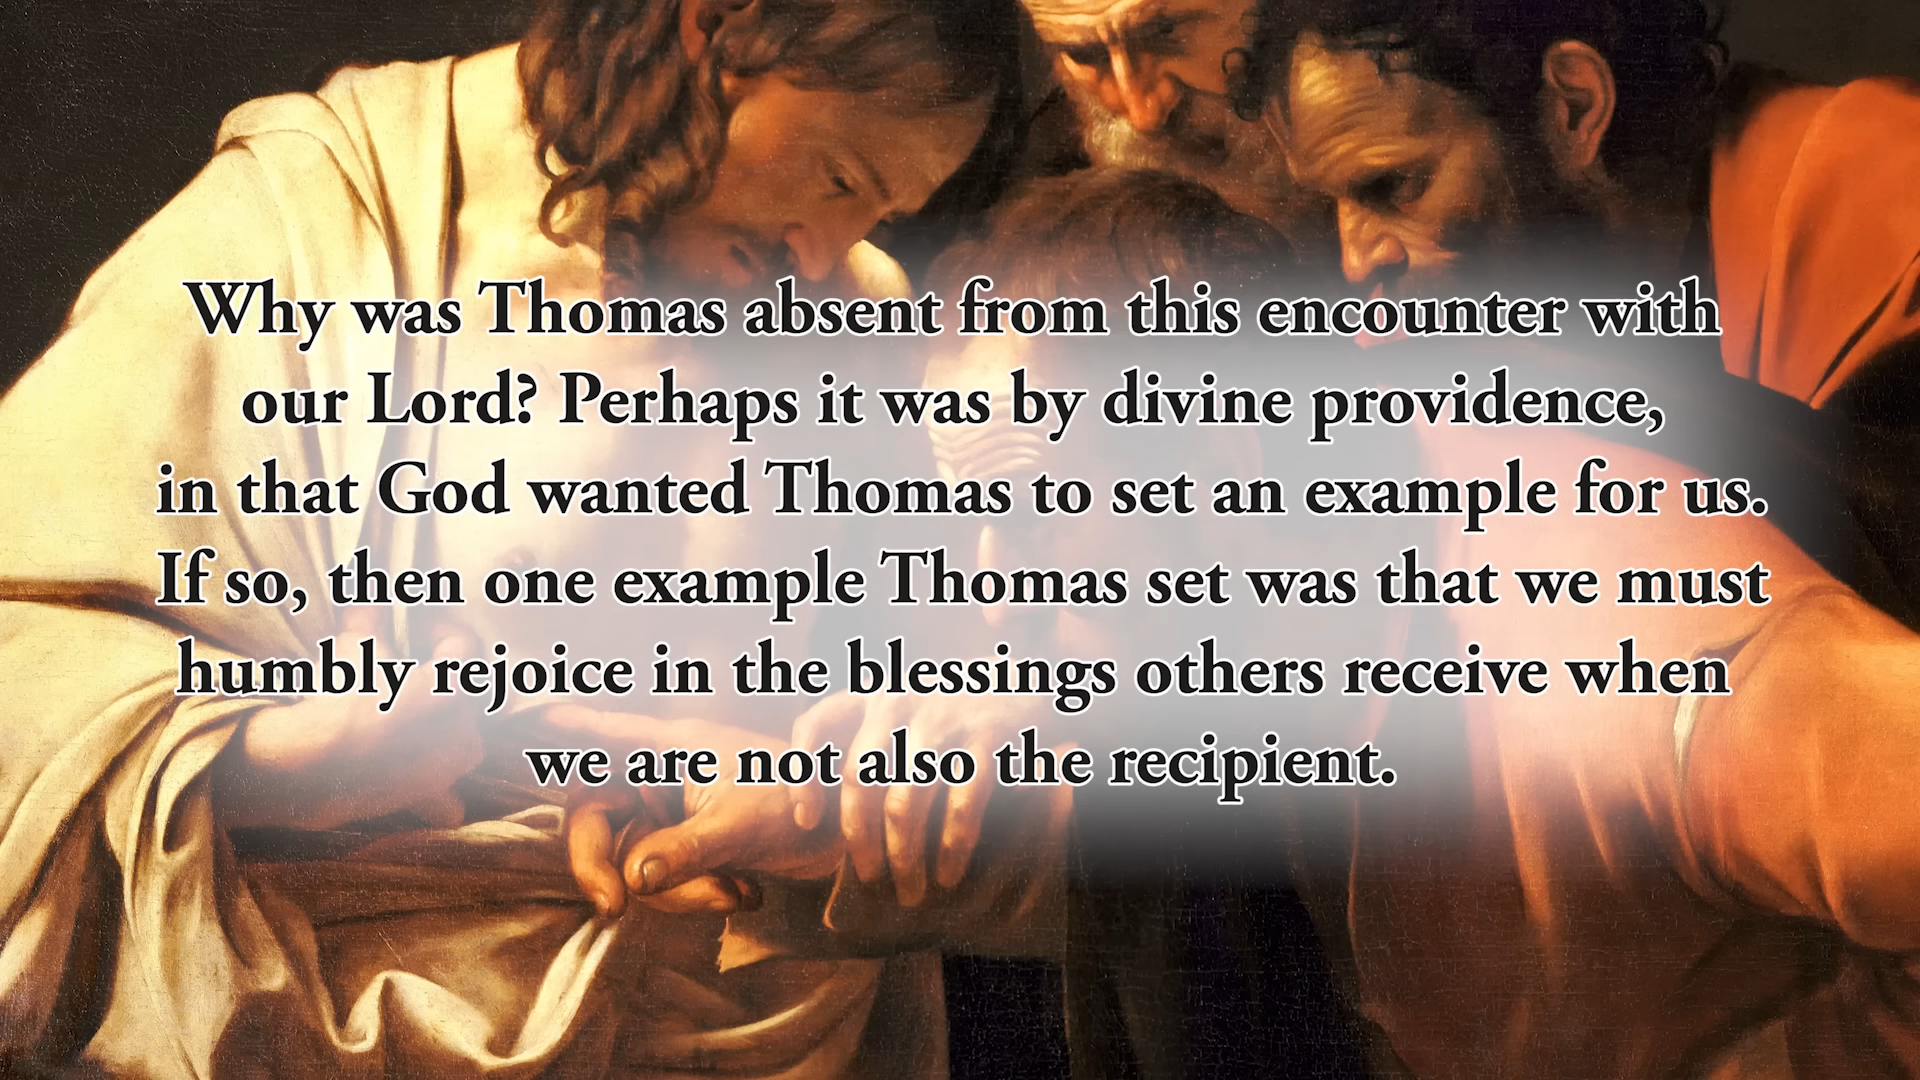 Why was Thomas absent from this encounter with
our Lord? Perhaps it was by divine providence,
in that God wanted Thomas to set an example for us.
If so, then one example Thomas set was that we must
humbly rejoice in the blessings others receive when
we are not also the recipient.